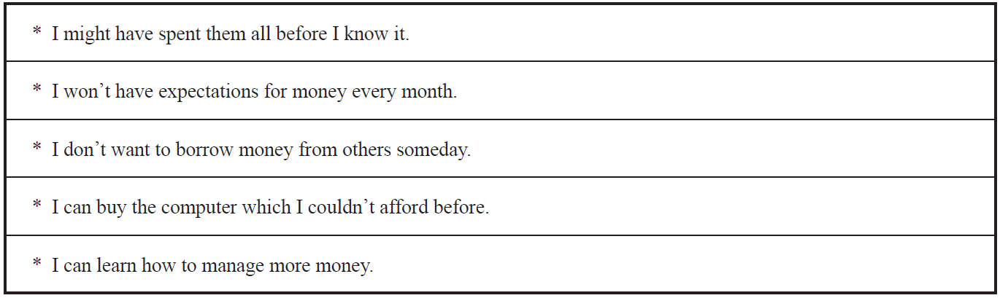 * I might have spent them all before I know it.
* I won’t have expectations for money every month.
* I don’t want to borrow money from others someday.
* I can buy the computer which I couldn’t afford before.
* I can learn how to manage more money.